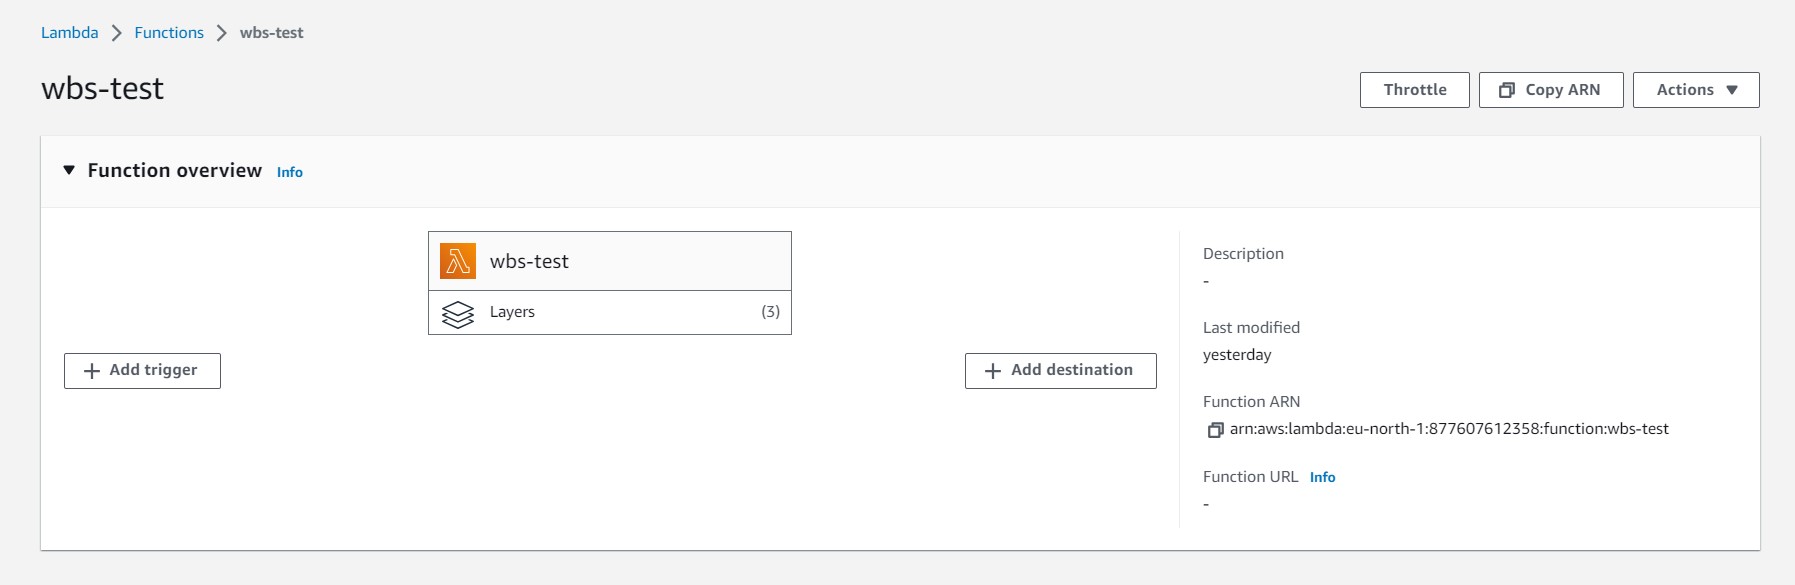 Lambda > Functions > wbs-test
wbs-test
Throttle
Copy ARN
Actions
Function overview Info
wbs-test
Layers (3)
Add trigger
Add destination
Description
-
Last modified
yesterday
Function ARN
arn:aws:lambda:eu-north-1:877607612358:function:wbs-test
Function URL Info
-